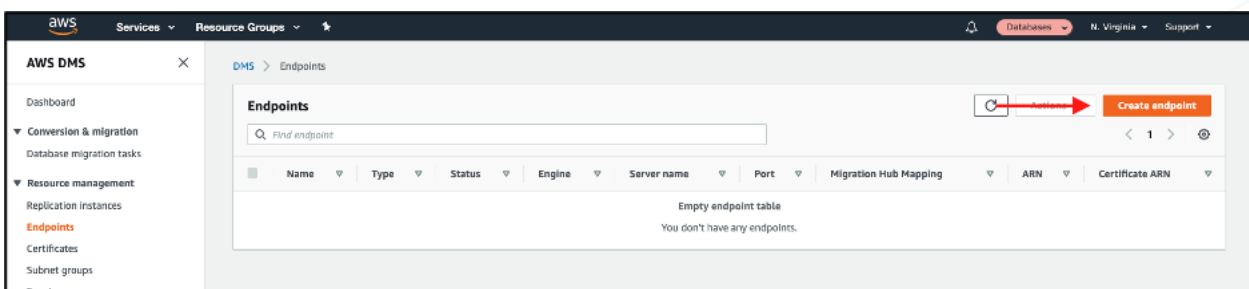 aws Services Resource Groups Databases N. Virginia Support
AWS DMS
DMS > Endpoints
Dashboard
Conversion & migration
Database migration tasks
Resource management
Replication instances
Endpoints
Certificates
Subnet groups
Endpoints
Actions Create endpoint
Find endpoint
< 1 >
Name Type Status Engine Server name Port Migration Hub Mapping ARN Certificate ARN
Empty endpoint table
You don't have any endpoints.